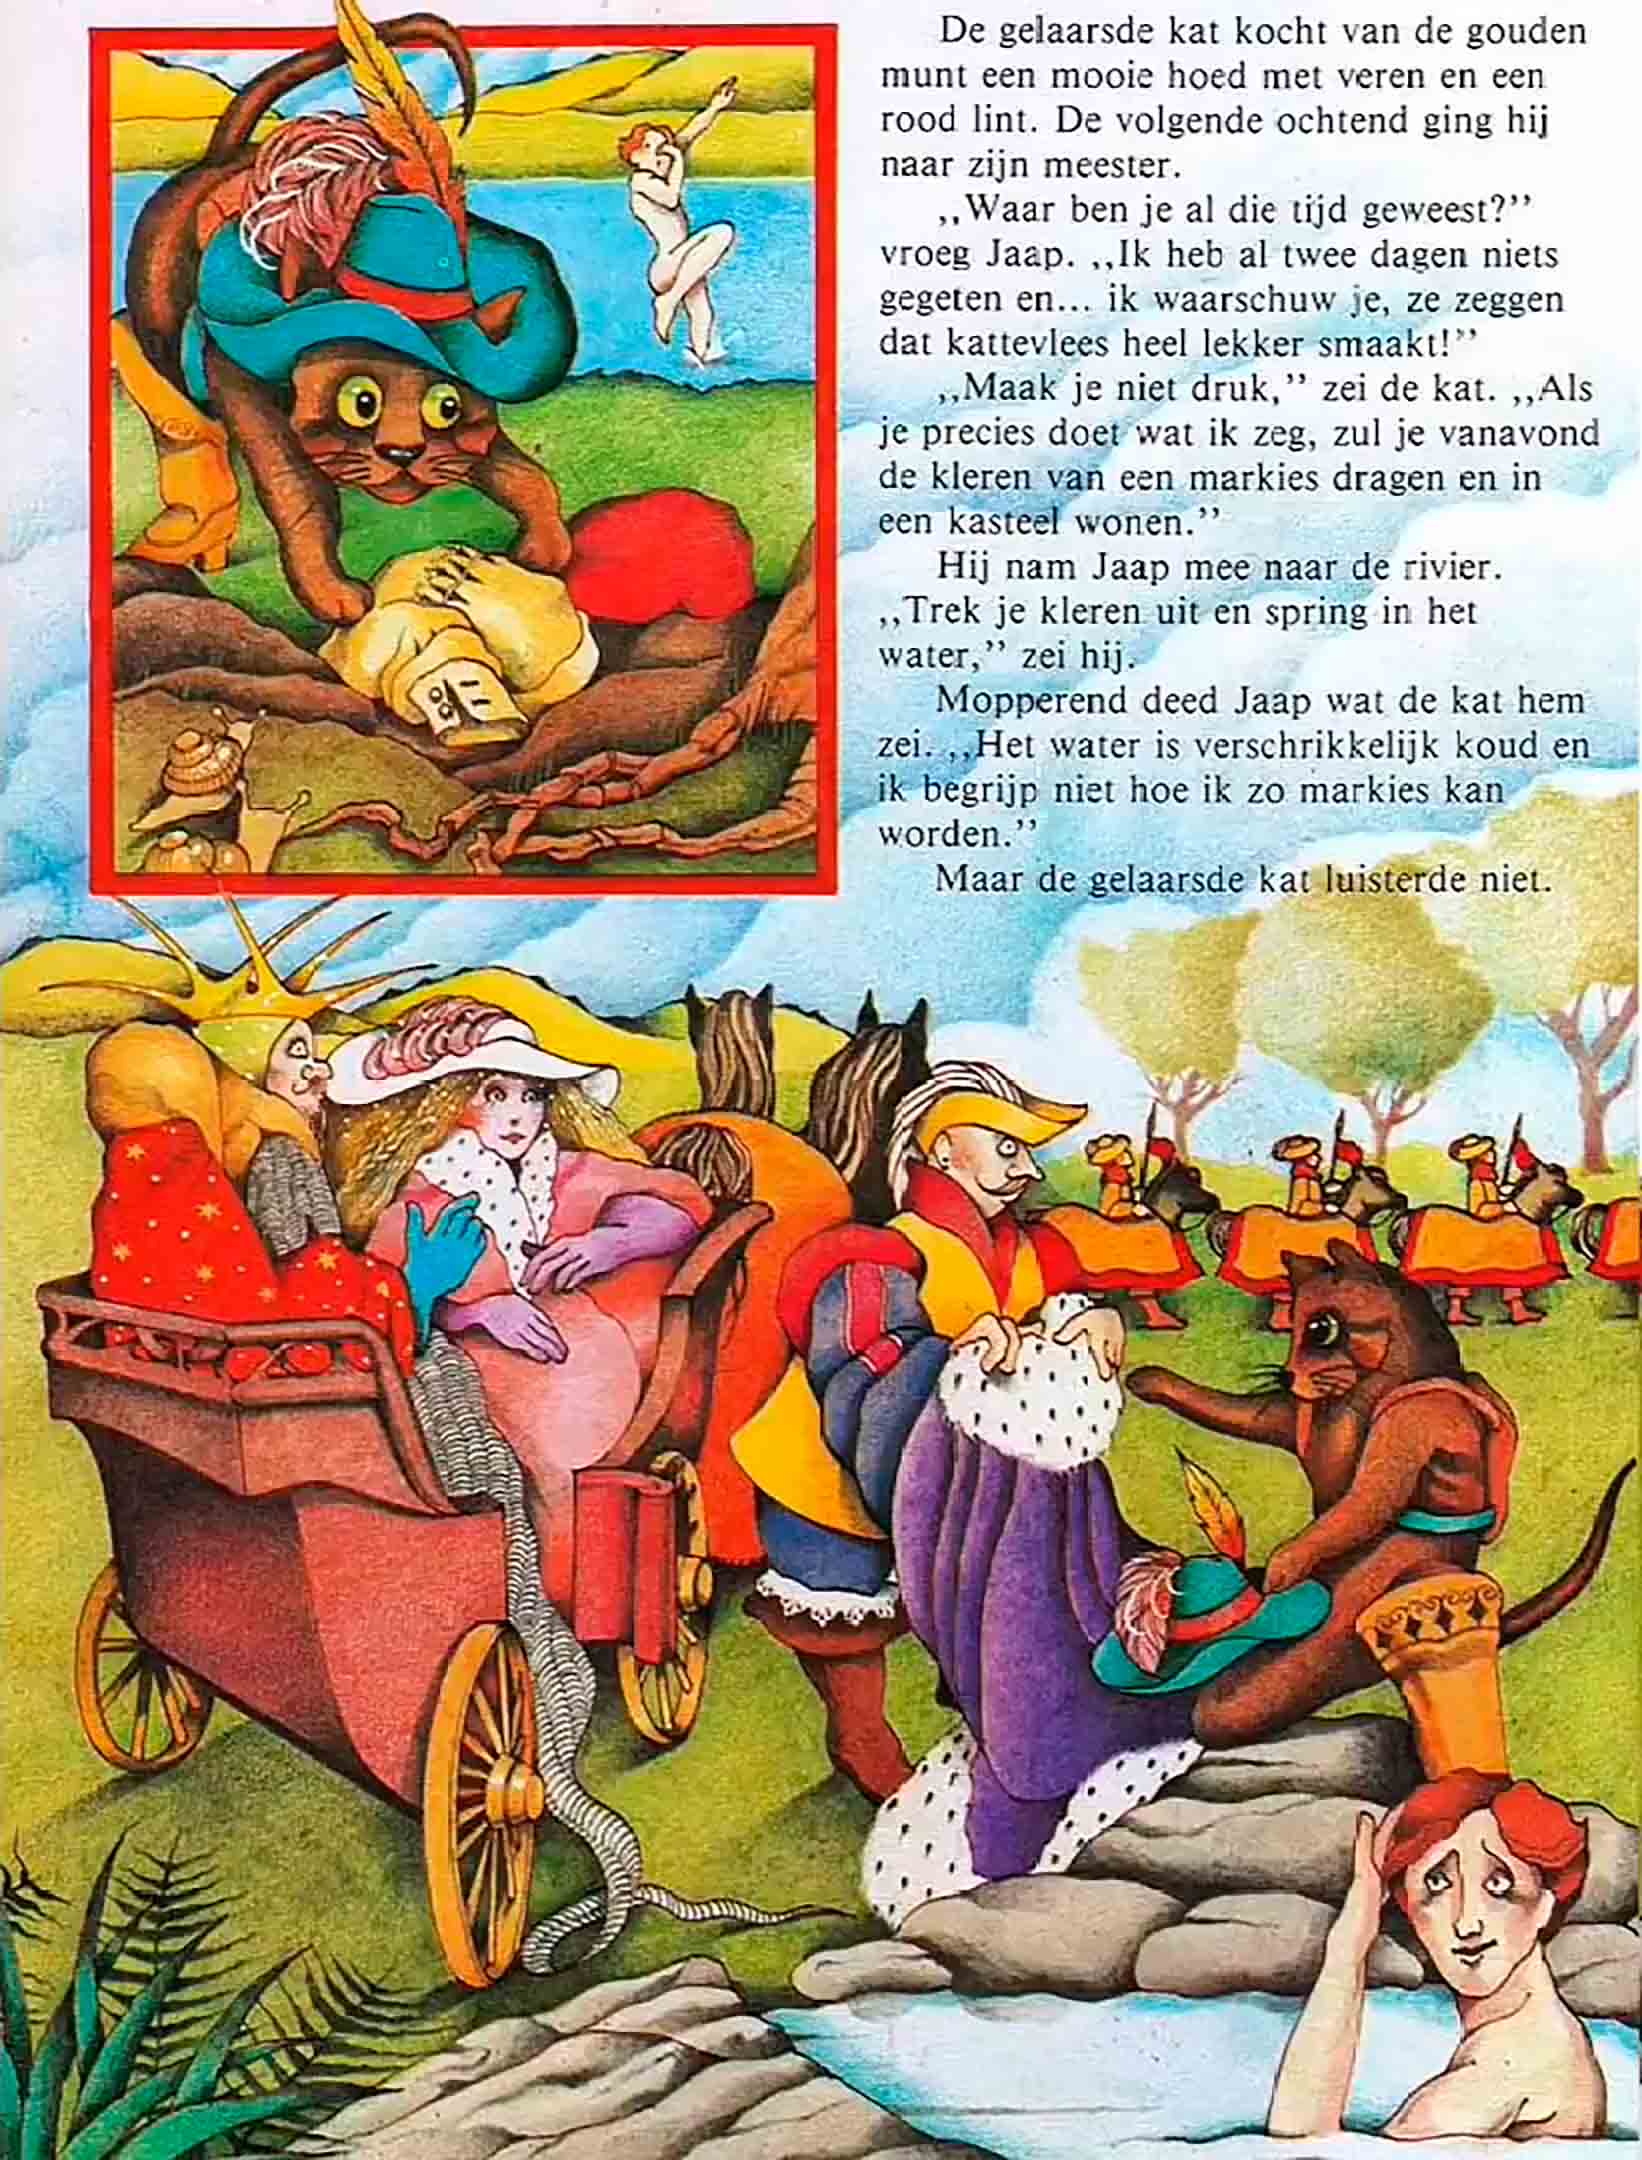 De gelaarsde kat kocht van de gouden
munt een mooie hoed met veren en een
rood lint. De volgende ochtend ging hij
naar zijn meester.
,,Waar ben je al die tijd geweest?”
vroeg Jaap. ,,Ik heb al twee dagen niets
gegeten en... ik waarschuw je, ze zeggen
dat kattevlees heel lekker smaakt!”
,,Maak je niet druk,” zei de kat. ,,Als
je precies doet wat ik zeg, zul je vanavond
de kleren van een markies dragen en in
een kasteel wonen.”
Hij nam Jaap mee naar de rivier.
,,Trek je kleren uit en spring in het
water,” zei hij.
Mopperend deed Jaap wat de kat hem
zei. ,,Het water is verschrikkelijk koud en
ik begrijp niet hoe ik zo markies kan
worden.”
Maar de gelaarsde kat luisterde niet.